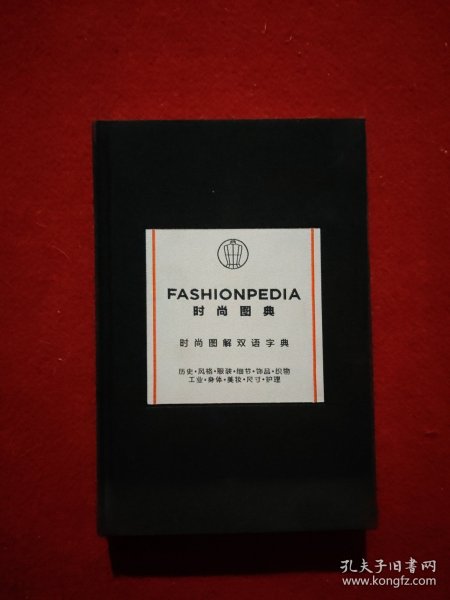 FASHIONPEDIA
时尚图典
时尚图解双语字典
历史·风格·服装·细节·饰品·织物
工业·身体·美妆·尺寸·护理
孔夫子旧书网
www.kongfz.com